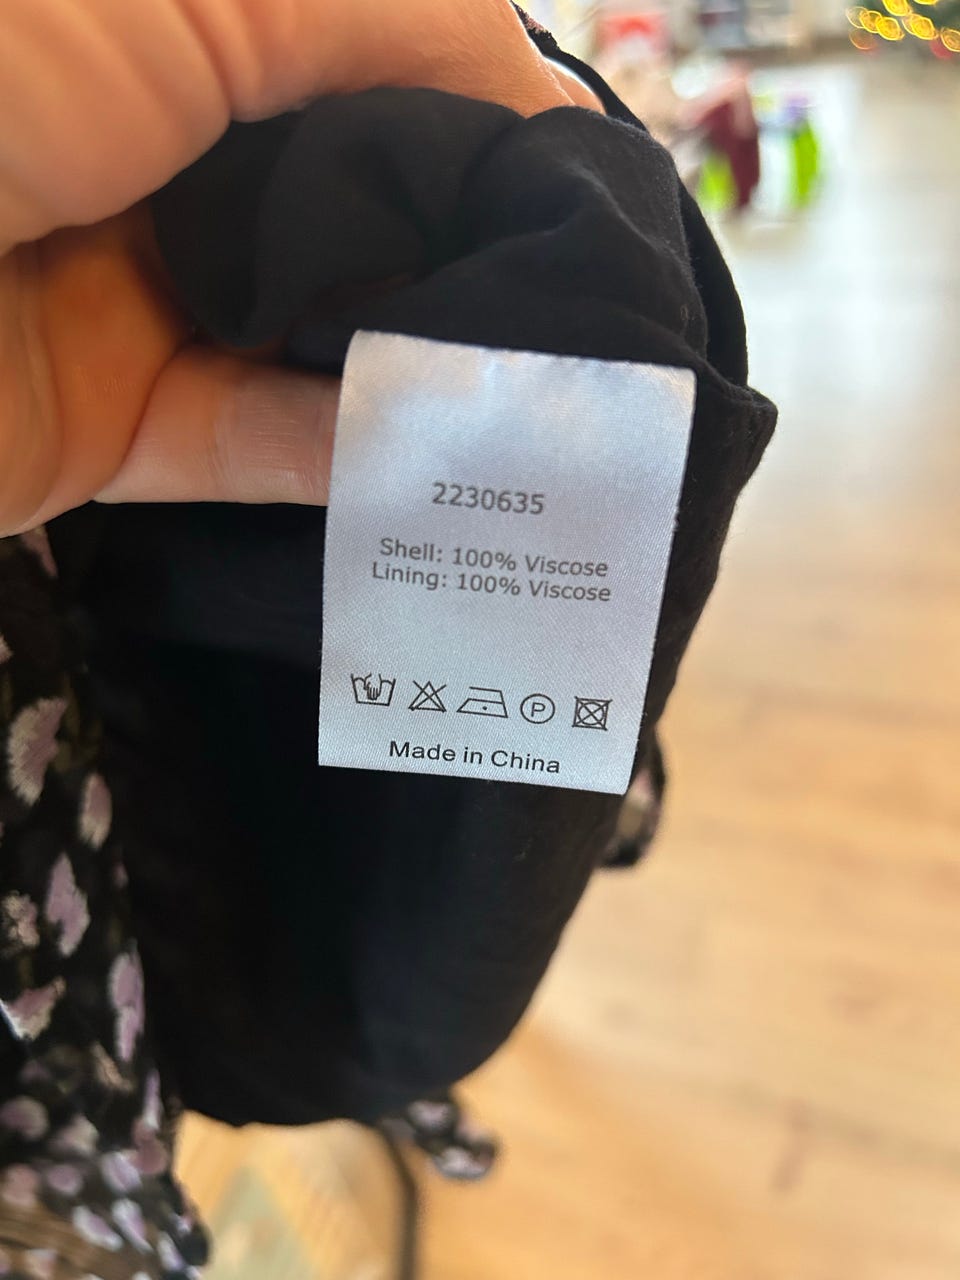 2230635
Shell: 100% Viscose
Lining: 100% Viscose
P
Made in China